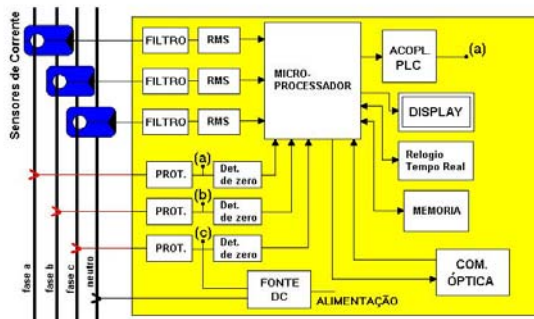 Sensores de Corrente
FILTRO
RMS
FILTRO
RMS
FILTRO
RMS
MICRO-
PROCESSADOR
ACOPL.
PLC
(a)
DISPLAY
Relogio
Tempo Real
MEMORIA
COM.
ÓPTICA
PROT.
(a)
Det.
de zero
PROT.
(b)
Det.
de zero
PROT.
(c)
Det.
de zero
FONTE
DC
ALIMENTAÇÃO
fase a
fase b
fase c
neutro